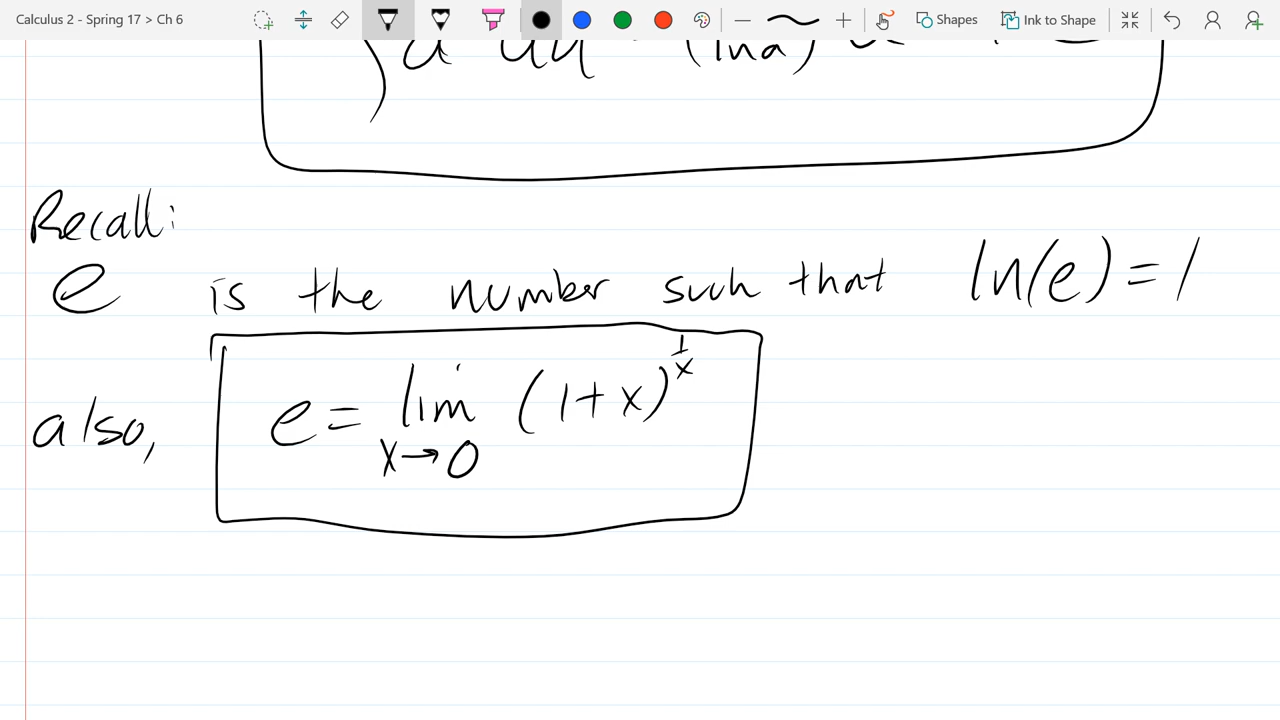 Calculus 2 - Spring 17 > Ch 6
Shapes
Ink to Shape
(ln a)
Recall:
e is the number such that ln(e) = 1
also, e = lim (1+x)^1/x
x→0